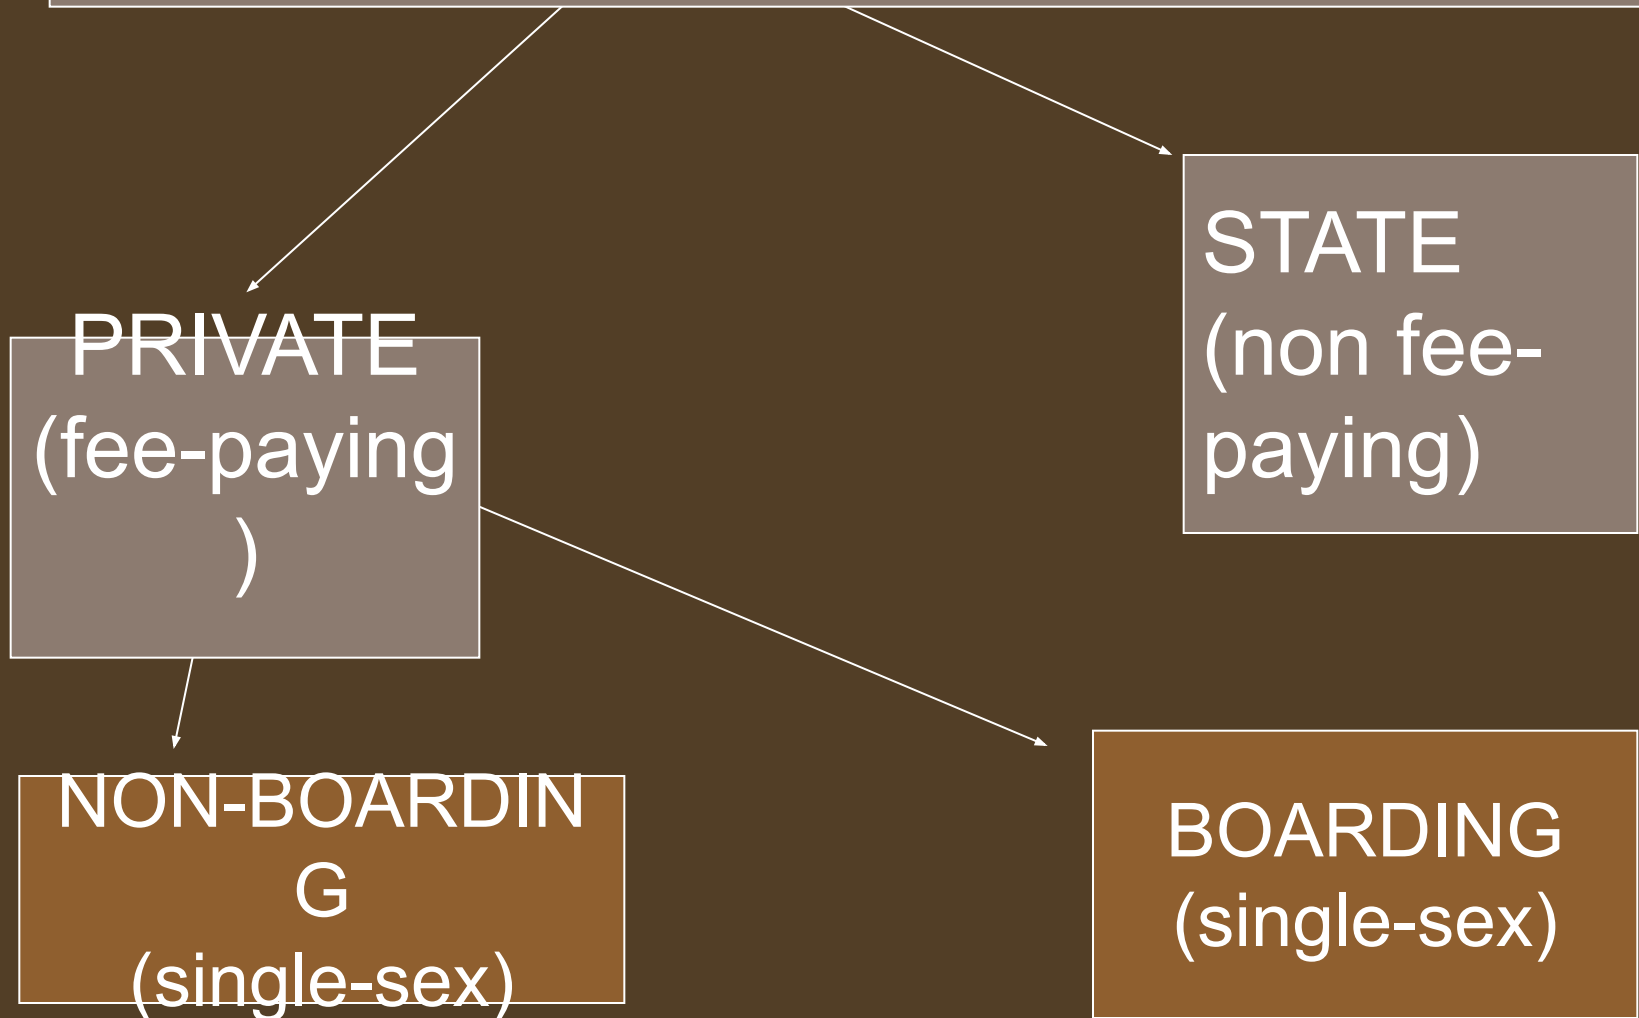 STATE
(non fee-
paying)
PRIVATE
(fee-paying
)
NON-BOARDIN
G
(single-sex)
BOARDING
(single-sex)